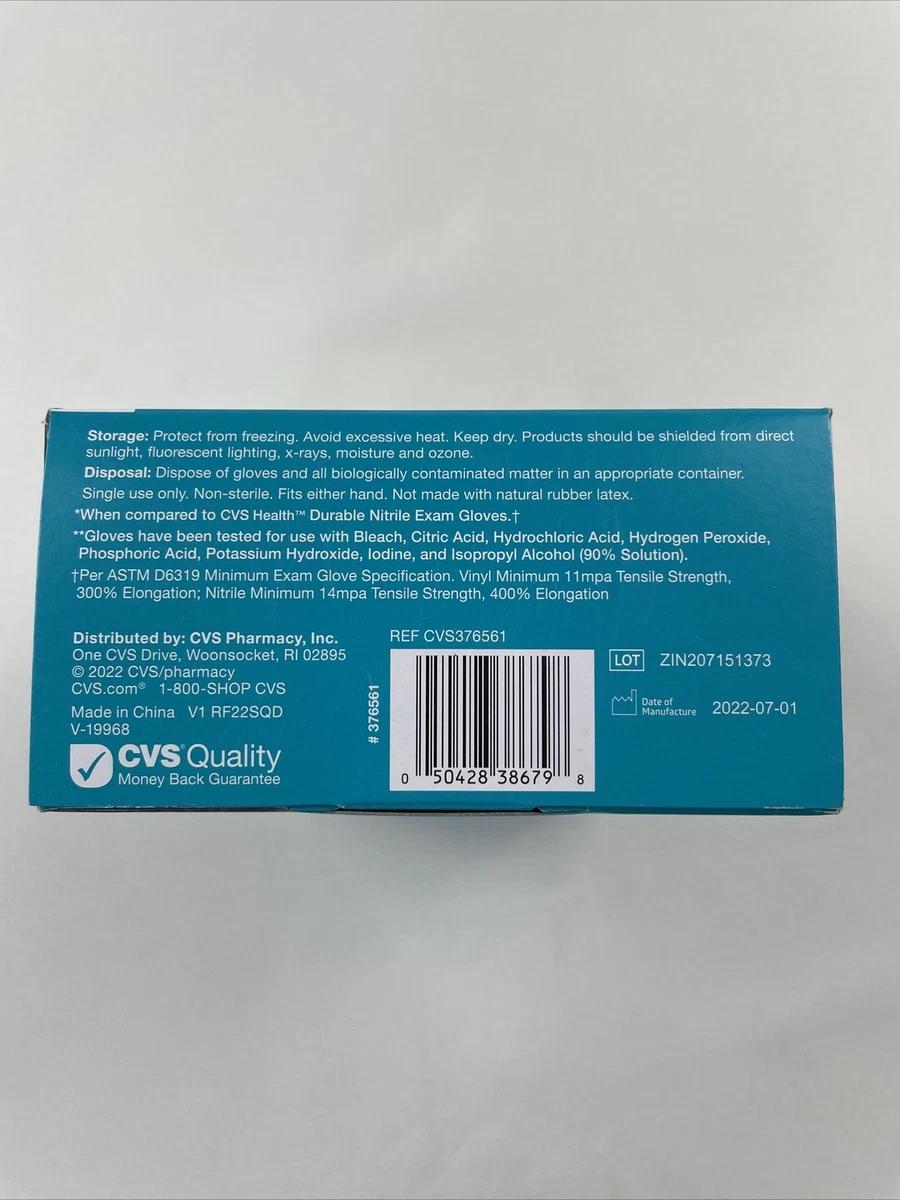 Storage: Protect from freezing. Avoid excessive heat. Keep dry. Products should be shielded from direct
sunlight, fluorescent lighting, x-rays, moisture and ozone.
Disposal: Dispose of gloves and all biologically contaminated matter in an appropriate container.
Single use only. Non-sterile. Fits either hand. Not made with natural rubber latex.
*When compared to CVS Health™ Durable Nitrile Exam Gloves.†
**Gloves have been tested for use with Bleach, Citric Acid, Hydrochloric Acid, Hydrogen Peroxide,
Phosphoric Acid, Potassium Hydroxide, Iodine, and Isopropyl Alcohol (90% Solution).
†Per ASTM D6319 Minimum Exam Glove Specification. Vinyl Minimum 11mpa Tensile Strength,
300% Elongation; Nitrile Minimum 14mpa Tensile Strength, 400% Elongation
Distributed by: CVS Pharmacy, Inc.
One CVS Drive, Woonsocket, RI 02895
© 2022 CVS/pharmacy
CVS.com® 1-800-SHOP CVS
Made in China V1 RF22SQD
V-19968
CVS® Quality
Money Back Guarantee
# 376561
REF CVS376561
0 50428 38679 8
LOT ZIN207151373
Date of
Manufacture 2022-07-01